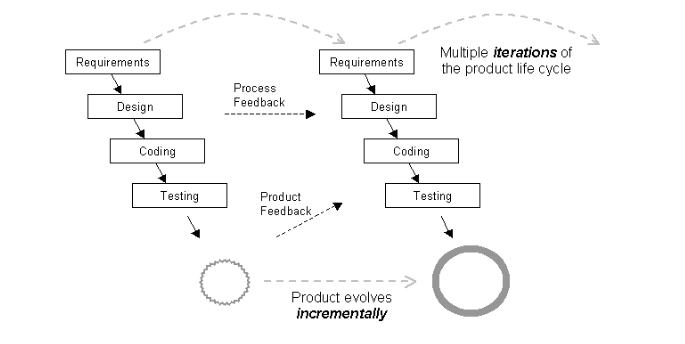 Requirements
Design
Coding
Testing
Process
Feedback
Product
Feedback
Requirements
Design
Coding
Testing
Multiple iterations of
the product life cycle
Product evolves
incrementally